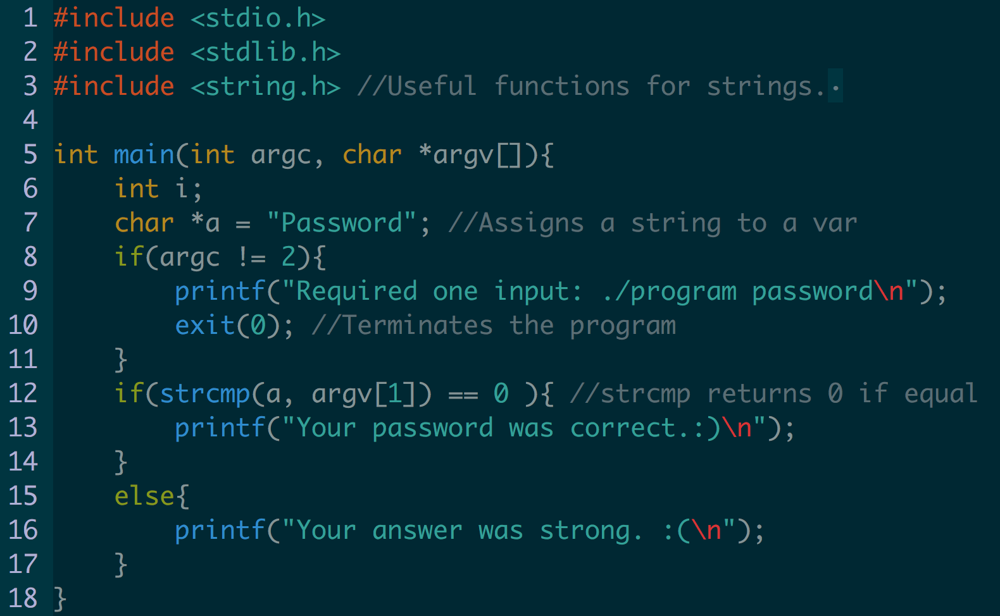 1 #include <stdio.h>
2 #include <stdlib.h>
3 #include <string.h> //Useful functions for strings.·
4
5 int main(int argc, char *argv[]){
6     int i;
7     char *a = "Password"; //Assigns a string to a var
8     if(argc != 2){
9         printf("Required one input: ./program password\n");
10         exit(0); //Terminates the program
11     }
12     if(strcmp(a, argv[1]) == 0 ){ //strcmp returns 0 if equal
13         printf("Your password was correct.:)\n");
14     }
15     else{
16         printf("Your answer was strong. :(\n");
17     }
18 }